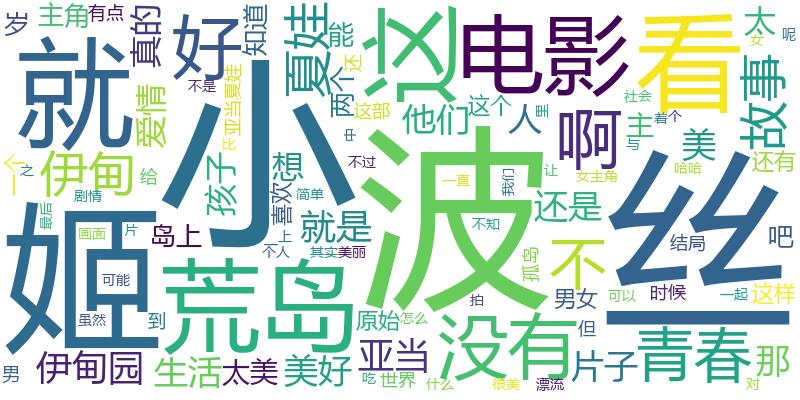 岁
主角
有点
真的
好
知道
夏娃
能
这
电影
看
太
呢
女
就
不是
个
还
两
亚当夏娃
小
这部
他们
这个
人
里
社会
着
个
故事
爱情
啊
主
与
美
一个
伊甸
之
给
孩子
想
中
不过
波
我们
让
女主角
哈哈
还有
剧情
喜欢
简单
一直
还是
最后
姬
画面
片
岛上
就是
一上
个人
其实
美丽
不知
孤岛
不
丝
结局
吧
可能
荒岛
拍
男女
可以
时候
一起
这样
虽然
到
原始
怎么
没有
但
一
男
伊甸园
生活
太美
美好
亚当
吃
世界
什么
很美
漂流
片子
青春
那
对